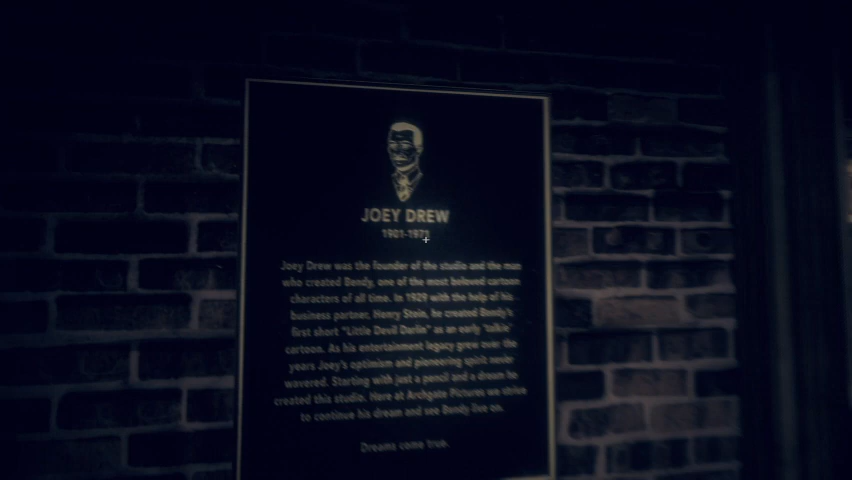 JOEY DREW
1901-1971
Joey Drew was the founder of the studio and the man
who created Bendy, one of the most beloved cartoon
characters of all time. In 1929 with the help of his
business partner, Henry Stein, he created Bendy's
first short "Little Devil Darlin'" as an early 'talkie'
cartoon. As his entertainment legacy grew over the
years Joey's optimism and pioneering spirit never
wavered. Starting with just a pencil and a dream he
created this studio. Here at Archgate Pictures we strive
to continue his dream and see Bendy live on.
Dreams come true.